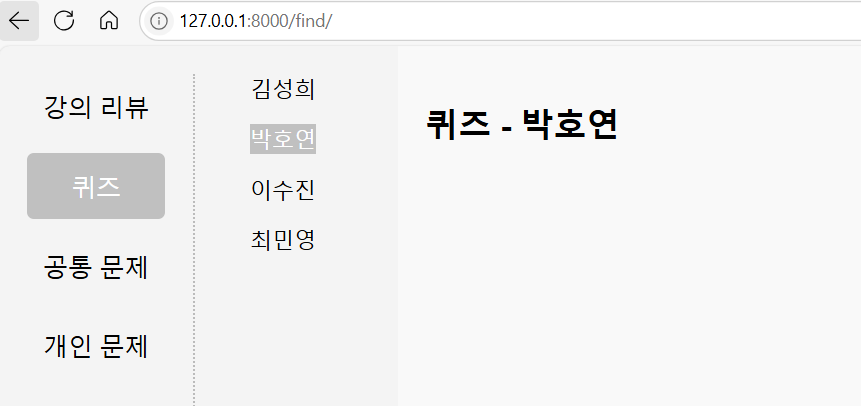 127.0.0.1:8000/find/
강의 리뷰
퀴즈
공통 문제
개인 문제
김성희
박호연
이수진
최민영
퀴즈 - 박호연